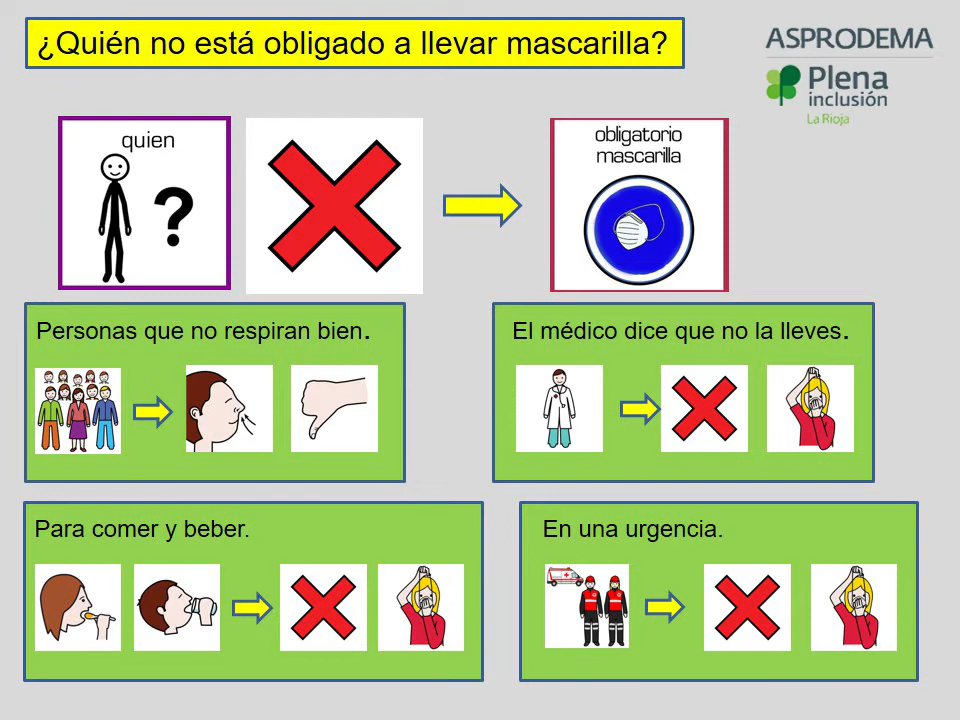 ¿Quién no está obligado a llevar mascarilla?
ASPRODEMA
Plena
inclusión
La Rioja
quien
?
obligatorio
mascarilla
Personas que no respiran bien.
El médico dice que no la lleves.
Para comer y beber.
En una urgencia.